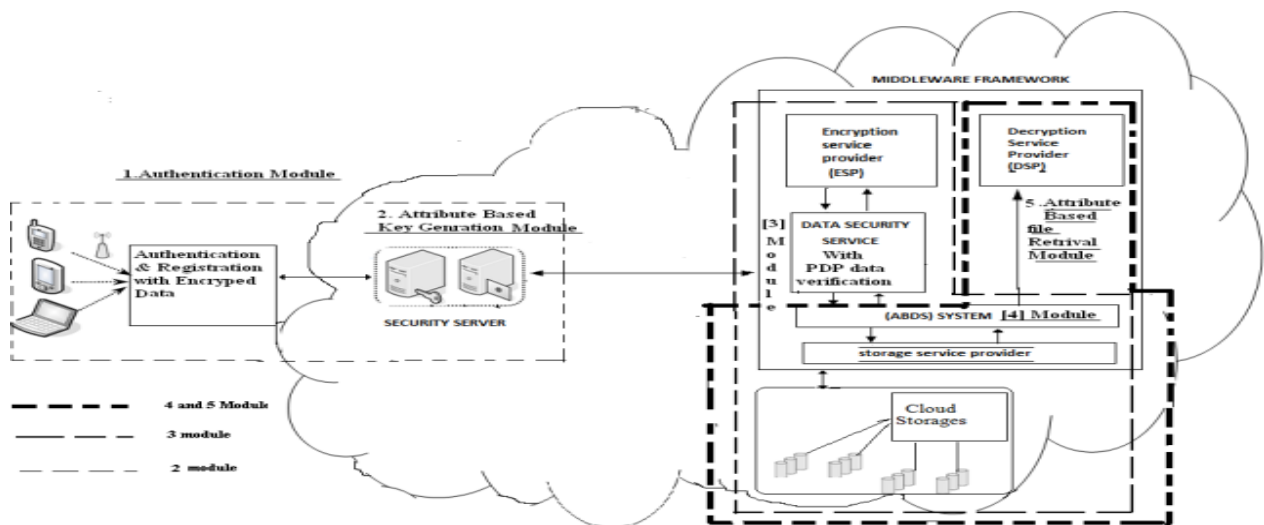 MIDDLEWARE FRAMEWORK
1.Authentication Module
2. Attribute Based
Key Genration Module
Authentication
& Registration
with Encryped
Data
SECURITY SERVER
Encryption
service
provider
(ESP)
Decryption
Service
Provider
(DSP)
[3]
M
o
d
u
l
e
DATA SECURITY
SERVICE
With
PDP data
verification
5 .Attribute
Based
file
Retrival
Module
(ABDS) SYSTEM [4] Module
storage service provider
Cloud
Storages
4 and 5 Module
3 module
2 module